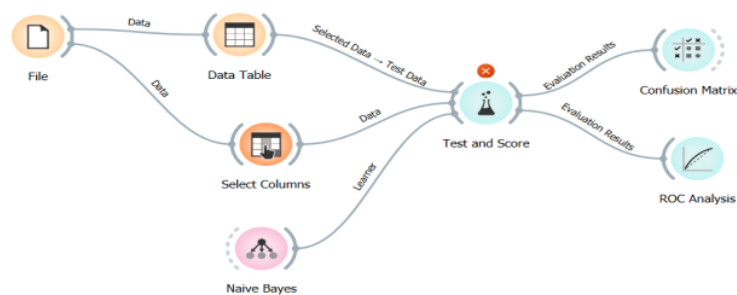 Data
File
Data
Data Table
Selected Data → Test Data
Data
Select Columns
Learner
Naive Bayes
Test and Score
Evaluation Results
Confusion Matrix
Evaluation Results
ROC Analysis